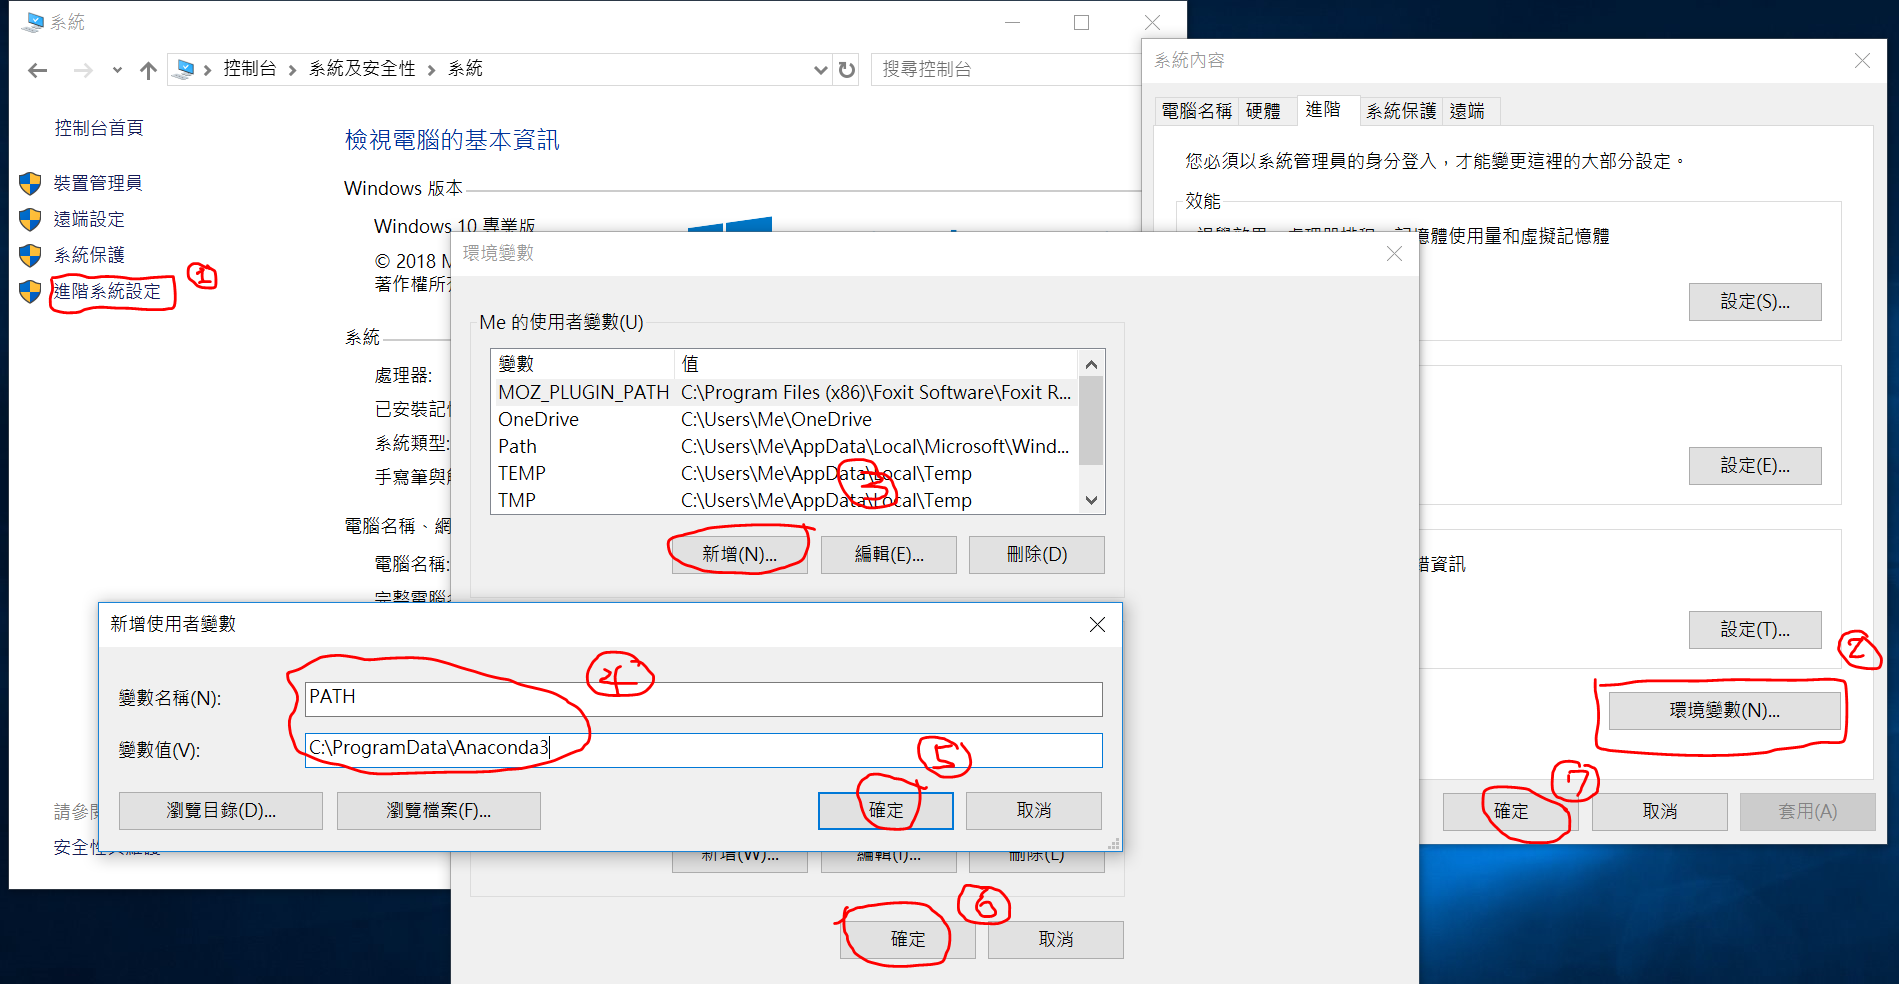 系統
控制台 › 系統及安全性 › 系統
搜尋控制台
控制台首頁
裝置管理員
遠端設定
系統保護
進階系統設定
1
檢視電腦的基本資訊
Windows 版本
Windows 10 專業版
© 2018 M
著作權所
系統
處理器:
已安裝記
系統類型:
手寫筆與
電腦名稱、網
電腦名稱:
完整電腦
請參
安全性與維護
系統內容
電腦名稱 硬體 進階 系統保護 遠端
您必須以系統管理員的身分登入，才能變更這裡的大部分設定。
效能
視覺效果、處理器排程、記憶體使用量和虛擬記憶體
設定(S)...
設定(E)...
錯資訊
設定(T)...
2
環境變數(N)...
7
確定 取消 套用(A)
環境變數
Me 的使用者變數(U)
變數 值
MOZ_PLUGIN_PATH C:\Program Files (x86)\Foxit Software\Foxit R...
OneDrive C:\Users\Me\OneDrive
Path C:\Users\Me\AppData\Local\Microsoft\Wind...
TEMP C:\Users\Me\AppData\Local\Temp
TMP C:\Users\Me\AppData\Local\Temp
3
新增(N)... 編輯(E)... 刪除(D)
新增使用者變數
4
變數名稱(N): PATH
變數值(V): C:\ProgramData\Anaconda3
5
瀏覽目錄(D)... 瀏覽檔案(F)... 確定 取消
新增(W)... 編輯(I)... 刪除(L)
6
確定 取消